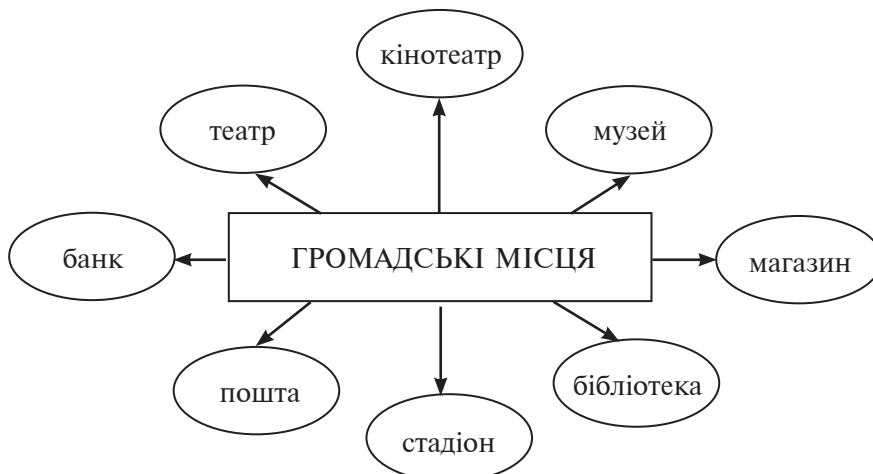 кінотеатр
театр
музей
банк
ГРОМАДСЬКІ МІСЦЯ
магазин
пошта
бібліотека
стадіон